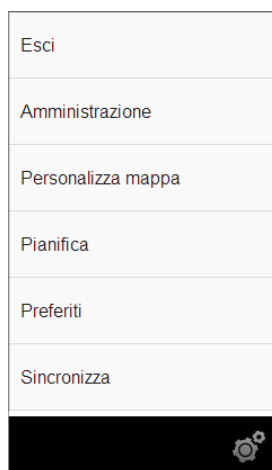 Esci
Amministrazione
Personalizza mappa
Pianifica
Preferiti
Sincronizza